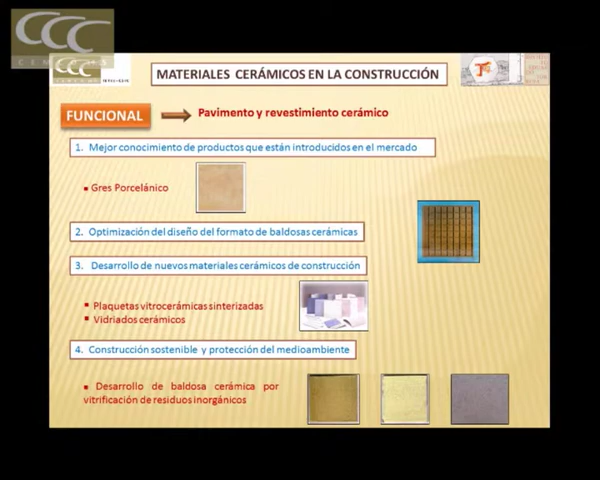 CCC
CEMCOMS
MATERIALES CERÁMICOS EN LA CONSTRUCCIÓN
FUNCIONAL
Pavimento y revestimiento cerámico
1. Mejor conocimiento de productos que están introducidos en el mercado
Gres Porcelánico
2. Optimización del diseño del formato de baldosas cerámicas
3. Desarrollo de nuevos materiales cerámicos de construcción
Plaquetas vitrocerámicas sinterizadas
Vidriados cerámicos
4. Construcción sostenible y protección del medioambiente
Desarrollo de baldosa cerámica por
vitrificación de residuos inorgánicos